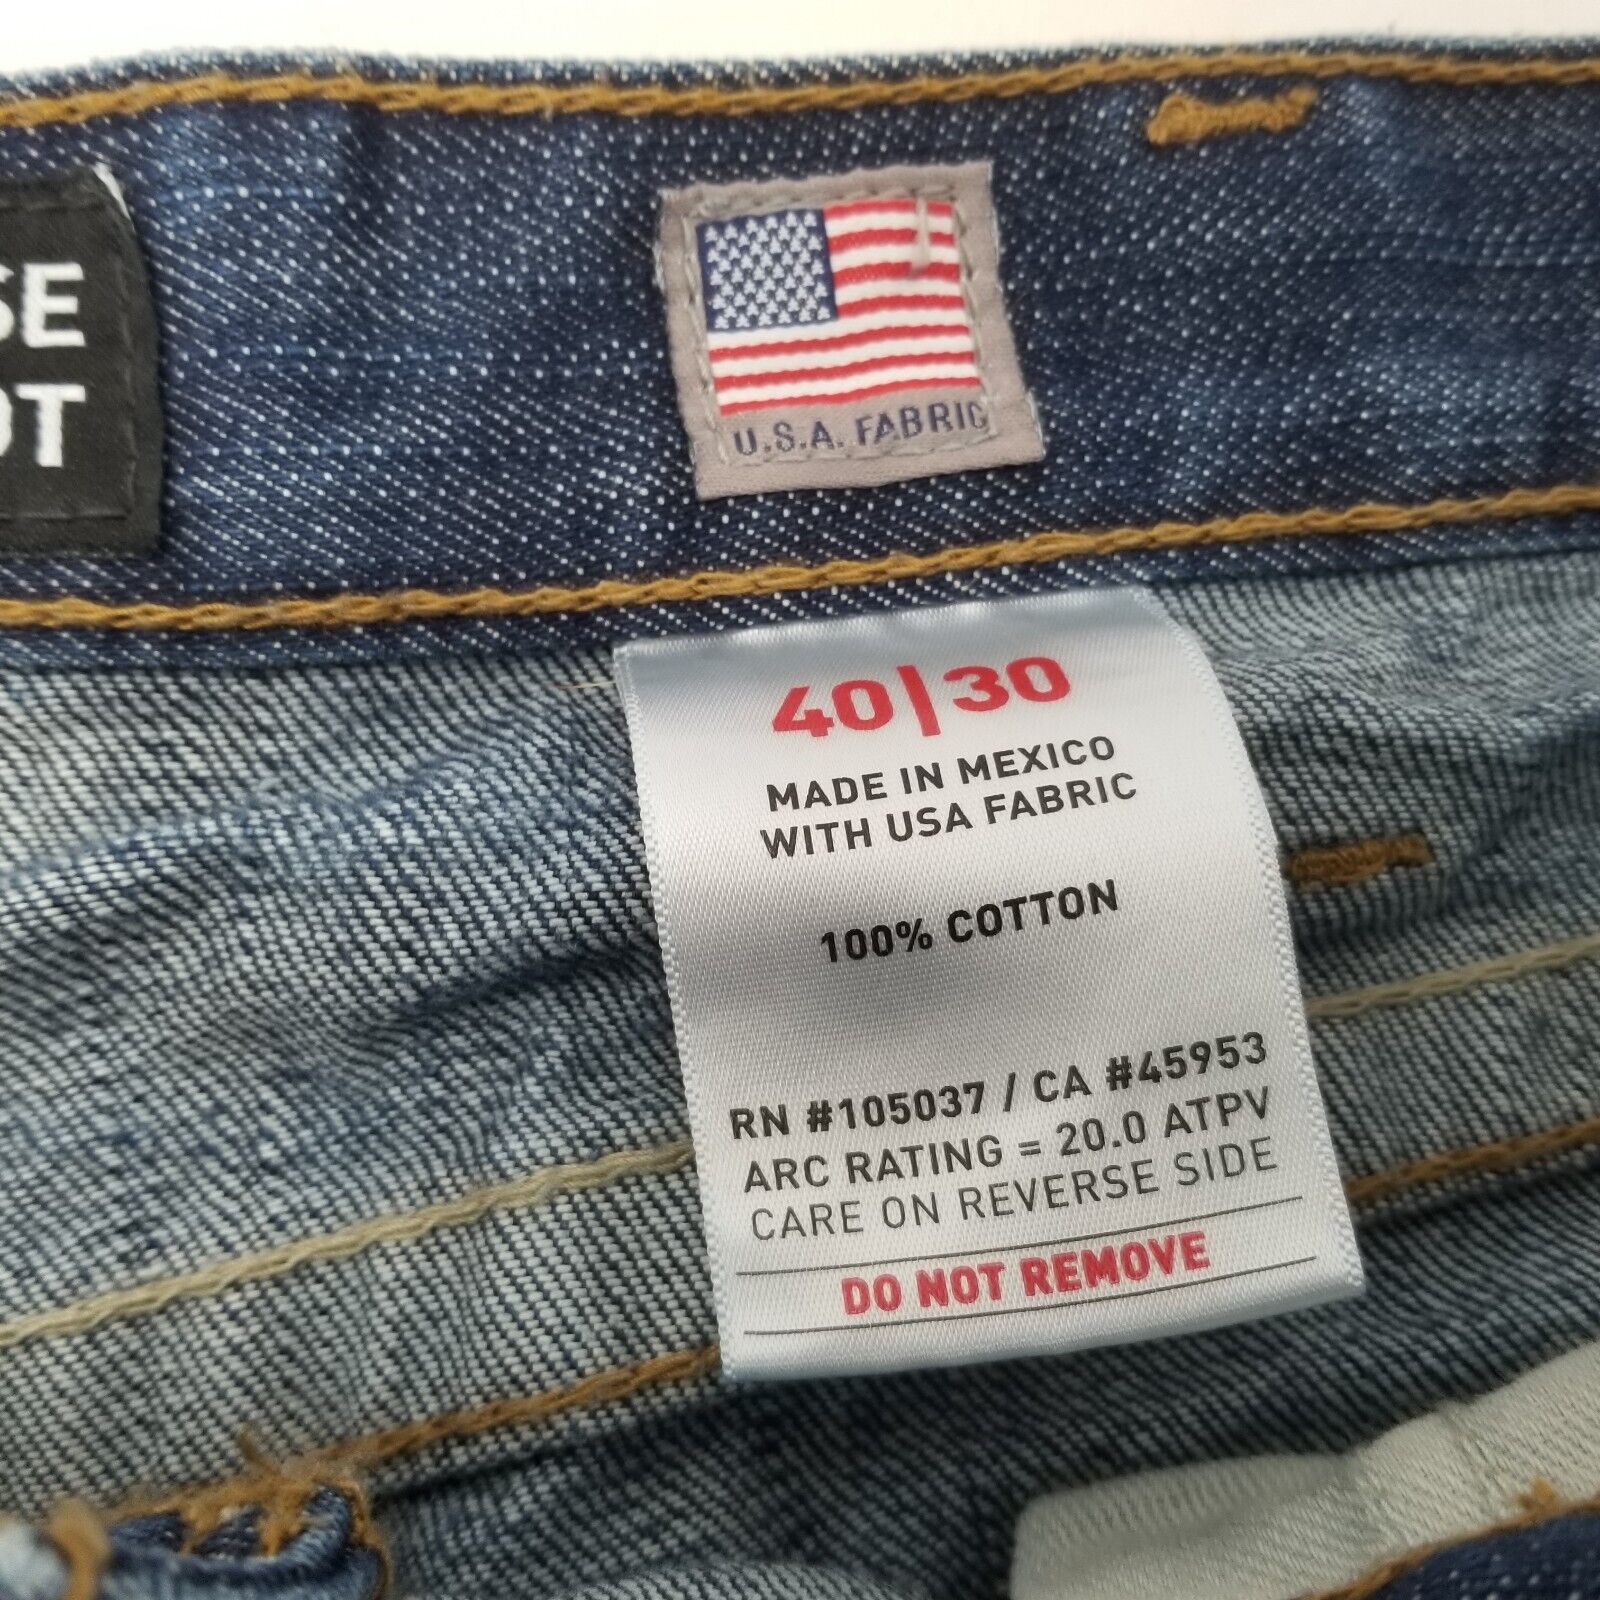 U.S.A. FABRIC
40|30
MADE IN MEXICO
WITH USA FABRIC
100% COTTON
RN #105037 / CA #45953
ARC RATING = 20.0 ATPV
CARE ON REVERSE SIDE
DO NOT REMOVE